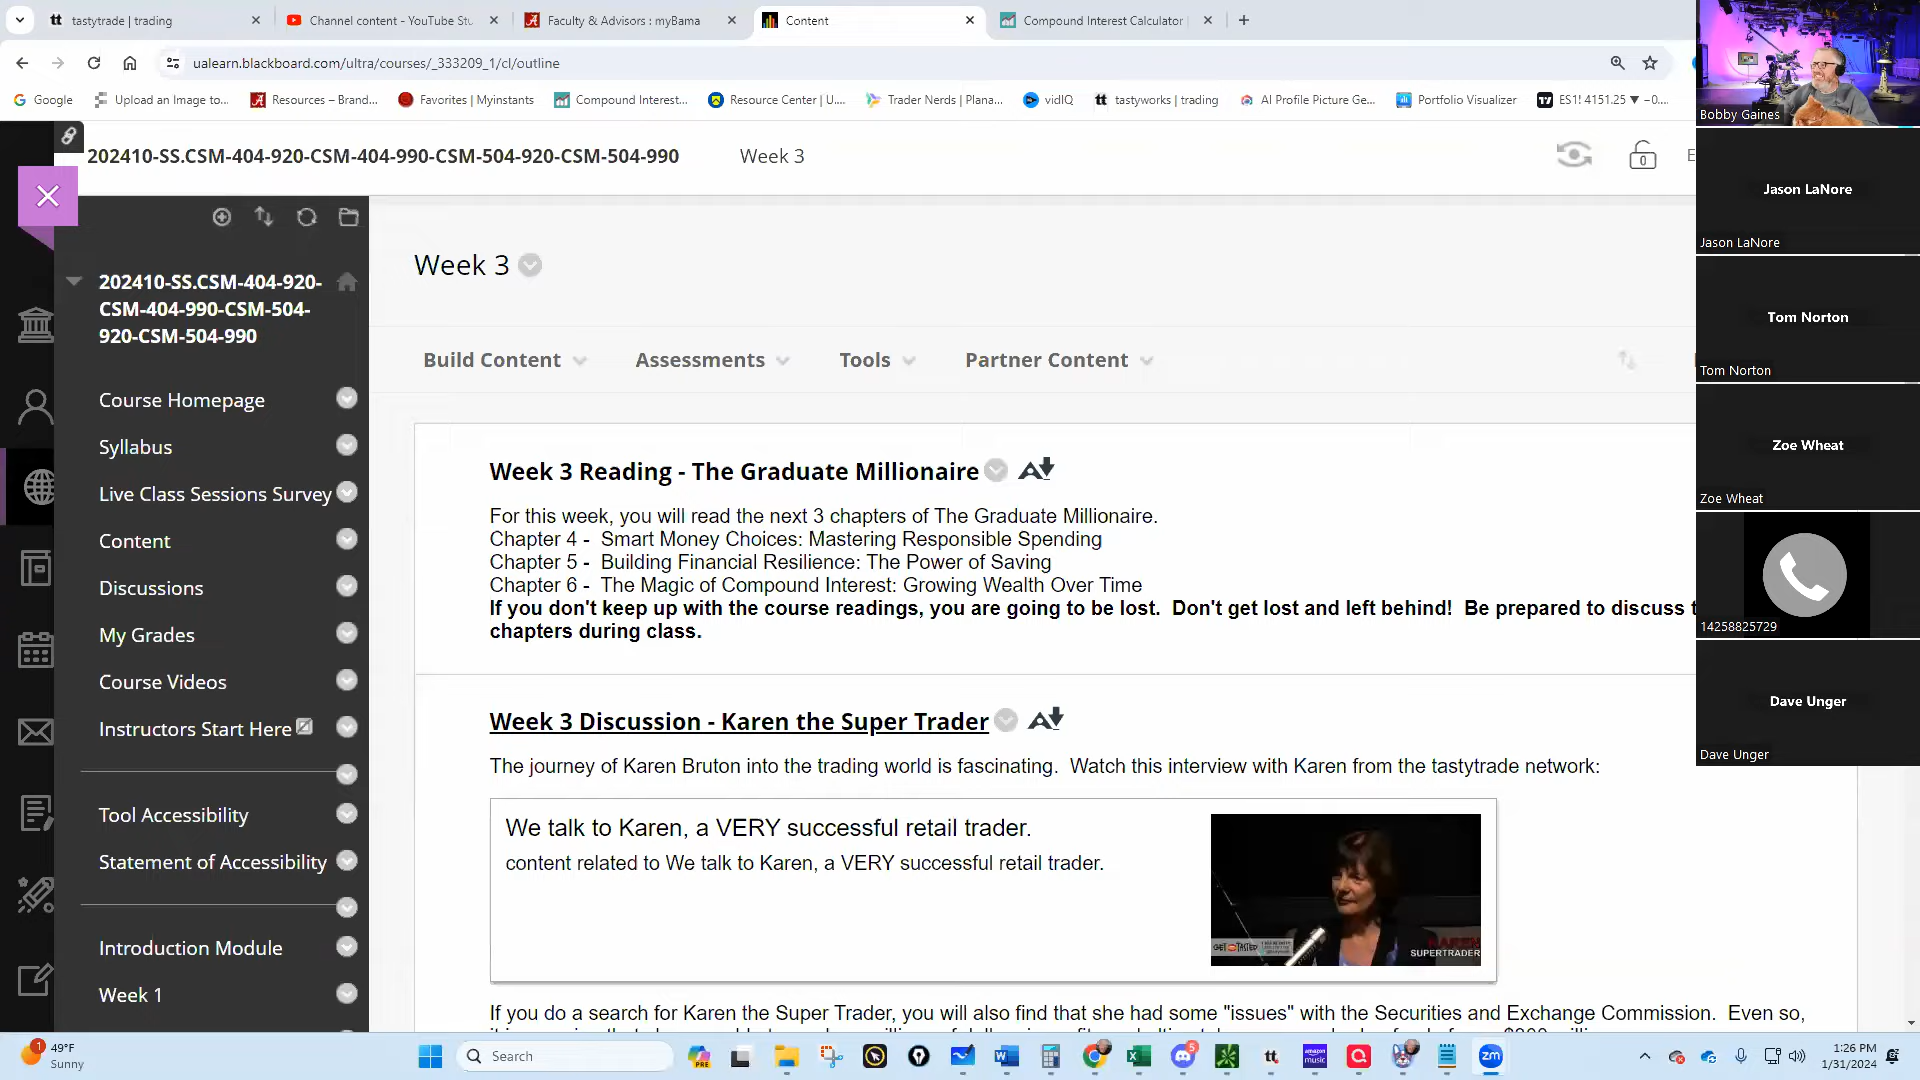 tastytrade | trading
Channel content - YouTube Stu
Faculty & Advisors : myBama
Content
Compound Interest Calculator
ualearn.blackboard.com/ultra/courses/_333209_1/cl/outline
Google
Upload an Image to...
Resources – Brand...
Favorites | Myinstants
Compound Interest...
Resource Center | U....
Trader Nerds | Plana...
vidIQ
tastyworks | trading
AI Profile Picture Ge...
Portfolio Visualizer
ES1! 4151.25 ▼ −0....
202410-SS.CSM-404-920-CSM-404-990-CSM-504-920-CSM-504-990
Week 3
0
E
202410-SS.CSM-404-920-
CSM-404-990-CSM-504-
920-CSM-504-990
Course Homepage
Syllabus
Live Class Sessions Survey
Content
Discussions
My Grades
Course Videos
Instructors Start Here
Tool Accessibility
Statement of Accessibility
Introduction Module
Week 1
Week 3
Build Content
Assessments
Tools
Partner Content
Week 3 Reading - The Graduate Millionaire
For this week, you will read the next 3 chapters of The Graduate Millionaire.
Chapter 4 - Smart Money Choices: Mastering Responsible Spending
Chapter 5 - Building Financial Resilience: The Power of Saving
Chapter 6 - The Magic of Compound Interest: Growing Wealth Over Time
If you don't keep up with the course readings, you are going to be lost. Don't get lost and left behind! Be prepared to discuss t
chapters during class.
Week 3 Discussion - Karen the Super Trader
The journey of Karen Bruton into the trading world is fascinating. Watch this interview with Karen from the tastytrade network:
We talk to Karen, a VERY successful retail trader.
content related to We talk to Karen, a VERY successful retail trader.
GET TASTED
KAREN
SUPERTRADER
If you do a search for Karen the Super Trader, you will also find that she had some "issues" with the Securities and Exchange Commission. Even so,
Bobby Gaines
Jason LaNore
Jason LaNore
Tom Norton
Tom Norton
Zoe Wheat
Zoe Wheat
14258825729
Dave Unger
Dave Unger
1
49°F
Sunny
Search
PRE
tt
amazon
music
5
zm
1:26 PM
1/31/2024